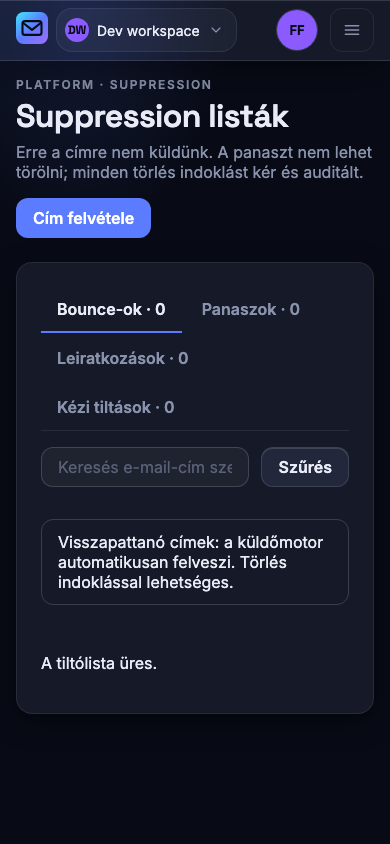 DW Dev workspace FF
PLATFORM · SUPPRESSION
Suppression listák
Erre a címre nem küldünk. A panaszt nem lehet
törölni; minden törlés indoklást kér és auditált.
Cím felvétele
Bounce-ok · 0 Panaszok · 0
Leiratkozások · 0
Kézi tiltások · 0
Keresés e-mail-cím sze Szűrés
Visszapattanó címek: a küldőmotor
automatikusan felveszi. Törlés
indoklással lehetséges.
A tiltólista üres.